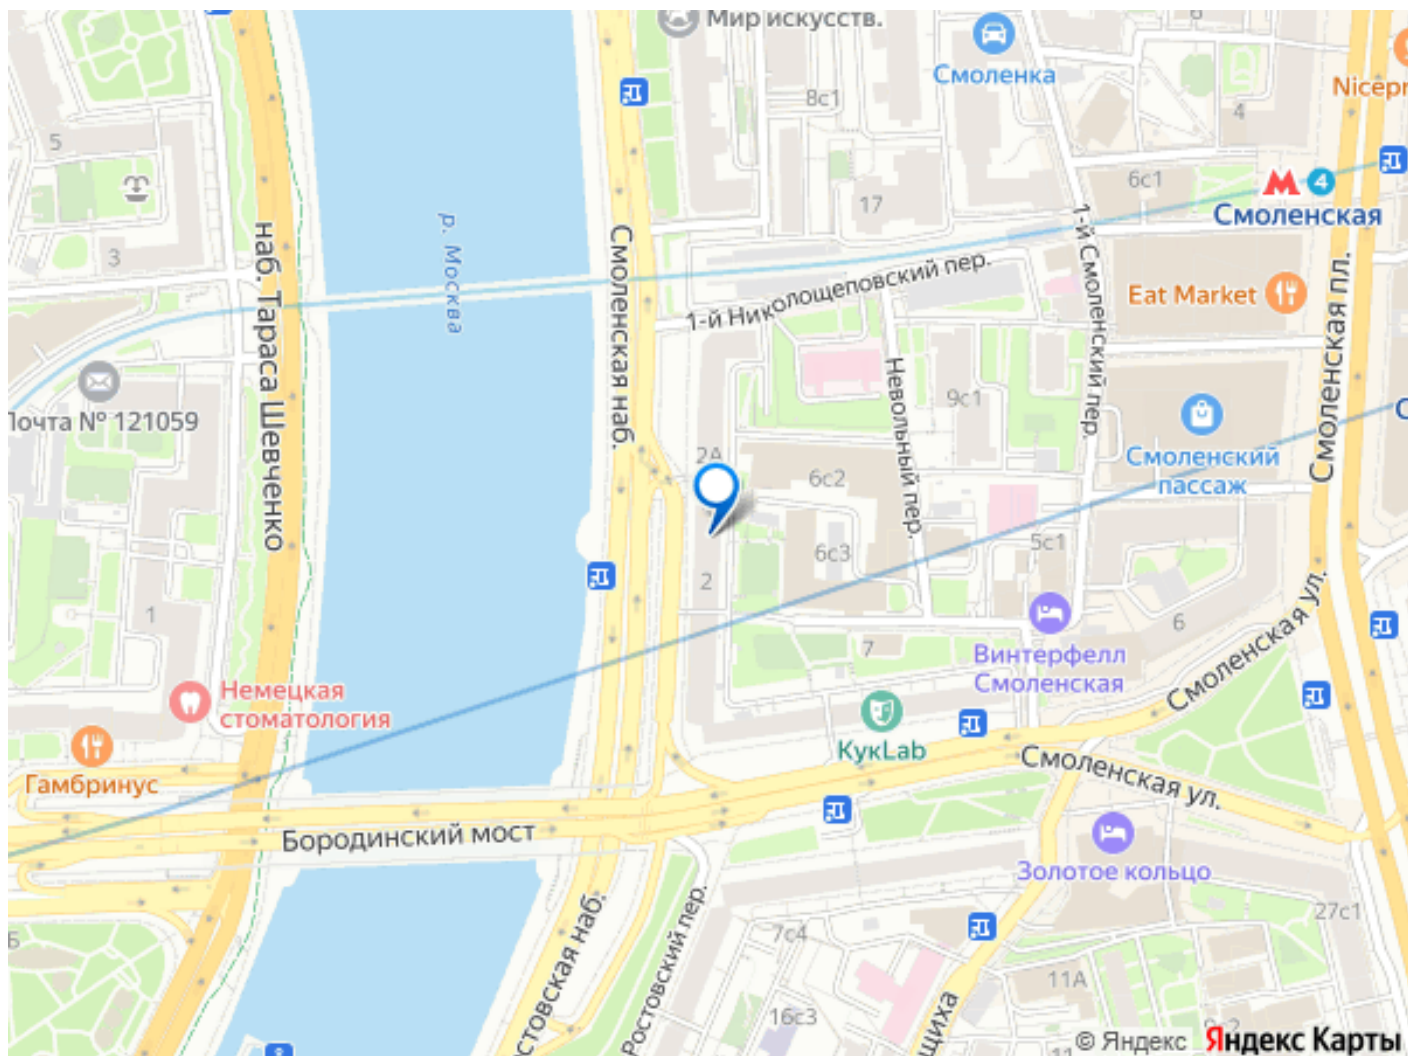 Мир искусств.
Смоленка
Nicepr
8с1
4
5
6с1
4
Смоленская
17
3
наб. Тараса Шевченко
р. Москва
Смоленская наб.
1-й Николощеповский пер.
1-й Смоленский пер.
Eat Market
Смоленская пл.
Почта № 121059
Невольный пер.
9с1
Смоленский
пассаж
2А
6с2
6с3
5с1
2
1
7
6
Винтерфелл
Смоленская
Смоленская ул.
Немецкая
стоматология
КукLab
Гамбринус
Смоленская ул.
Бородинский мост
Золотое кольцо
27с1
7с4
11А
16с3
стовская наб.
Ростовский пер.
щиха
© Яндекс
Яндекс Карты